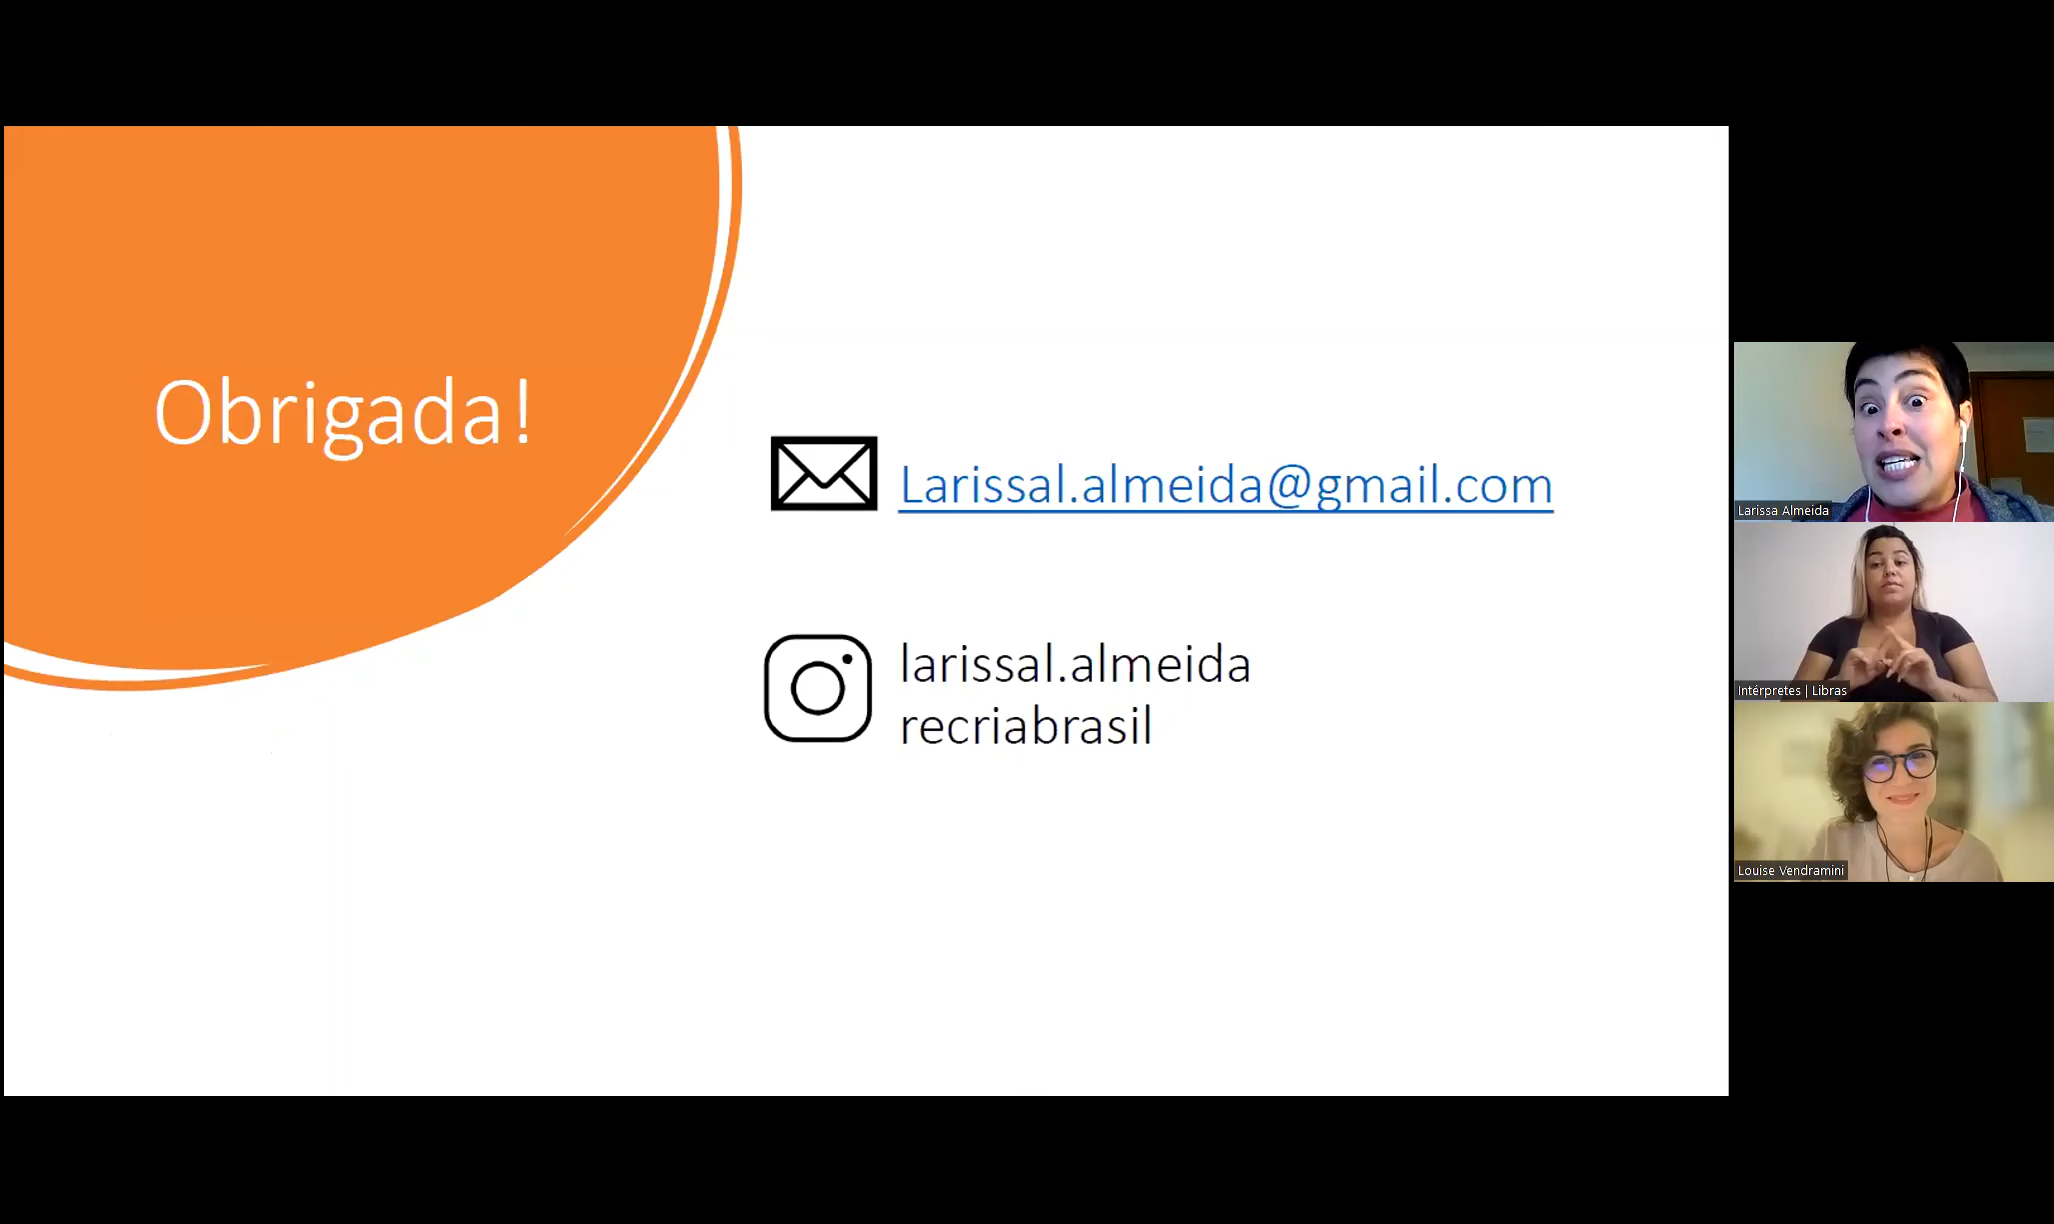 Obrigada!
Larissal.almeida@gmail.com
larissal.almeida
recriabrasil
Larissa Almeida
Intérpretes | Libras
Louise Vendramini